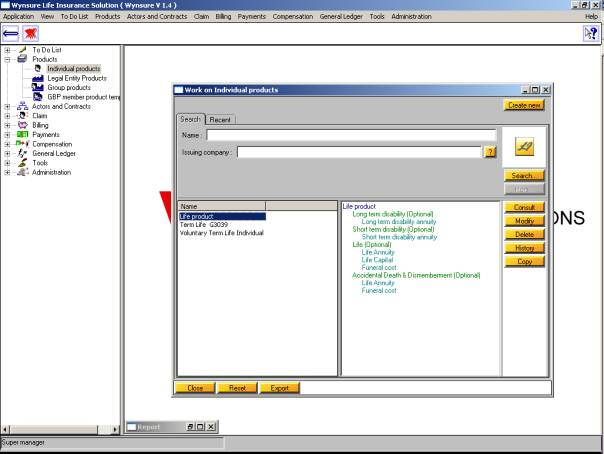 Wynsure Life Insurance Solution ( Wynsure V 1.4 )
Application View To Do List Products Actors and Contracts Claim Billing Payments Compensation General Ledger Tools Administration Help
To Do List
Products
Individual products
Legal Entity Products
Group products
GBP member product temp
Actors and Contracts
Claim
Billing
Payments
Compensation
General Ledger
Tools
Administration
Work on Individual products
Create new
Search Recent
Name :
Issuing company :
?
Search...
Name
Life product
Term Life G3039
Voluntary Term Life Individual
Life product
Long term disability (Optional)
Long term disability annuity
Short term disability (Optional)
Short term disability annuity
Life (Optional)
Life Annuity
Life Capital
Funeral cost
Accidental Death & Dismemberment (Optional)
Life Annuity
Funeral cost
Consult
Modify
Delete
History
Copy
ONS
Close Reset Export
Report
Super manager